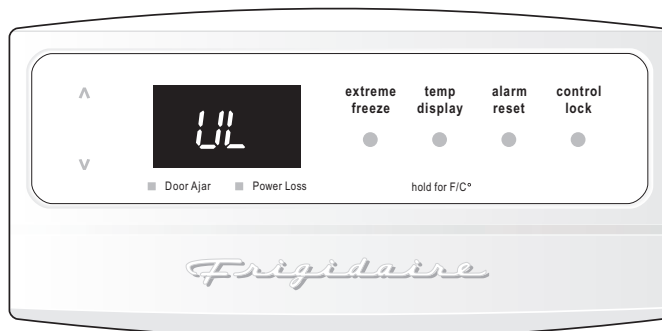 extreme freeze
temp display
alarm reset
control lock
UL
Door Ajar
Power Loss
hold for F/C°
Frigidaire